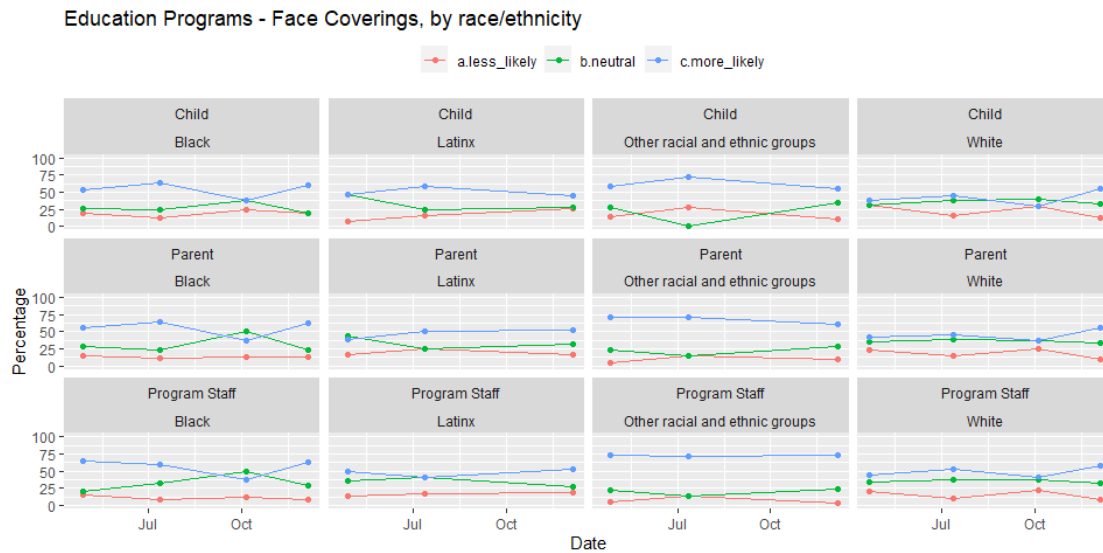 Education Programs - Face Coverings, by race/ethnicity
a.less_likely b.neutral c.more_likely
Child Child Child Child
Black Latinx Other racial and ethnic groups White
100
75
50
25
0
Parent Parent Parent Parent
Black Latinx Other racial and ethnic groups White
100
75
50
25
0
Percentage
Program Staff Program Staff Program Staff Program Staff
Black Latinx Other racial and ethnic groups White
100
75
50
25
0
Jul Oct Jul Oct Jul Oct Jul Oct
Date